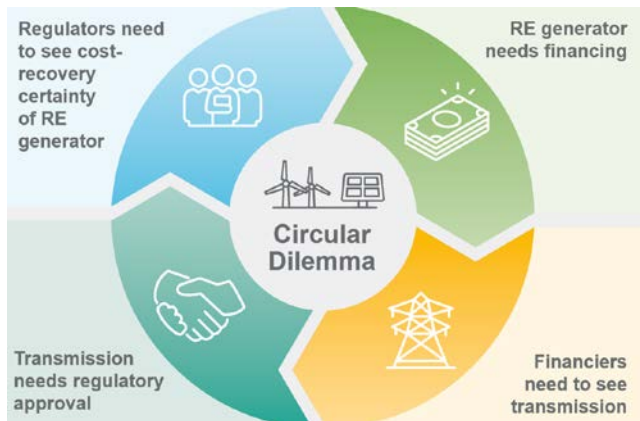 Regulators need
to see cost-
recovery
certainty
of RE
generator
RE generator
needs financing
Circular
Dilemma
Transmission
needs regulatory
approval
Financiers
need to see
transmission